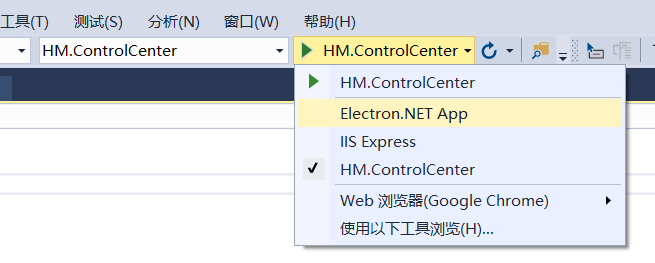 工具(T) 测试(S) 分析(N) 窗口(W) 帮助(H)
HM.ControlCenter HM.ControlCenter
HM.ControlCenter
Electron.NET App
IIS Express
HM.ControlCenter
Web 浏览器(Google Chrome)
使用以下工具浏览(H)...